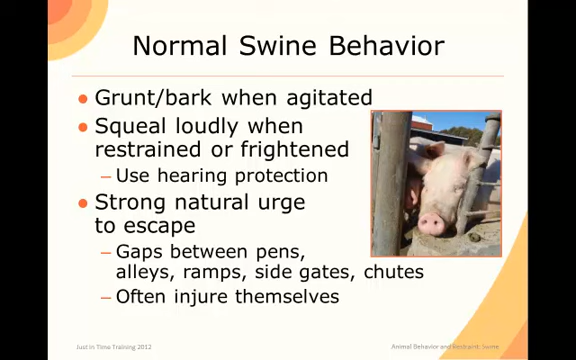 Normal Swine Behavior
● Grunt/bark when agitated
● Squeal loudly when
restrained or frightened
– Use hearing protection
● Strong natural urge
to escape
– Gaps between pens,
alleys, ramps, side gates, chutes
– Often injure themselves
Just In Time Training 2012
Animal Behavior and Restraint: Swine